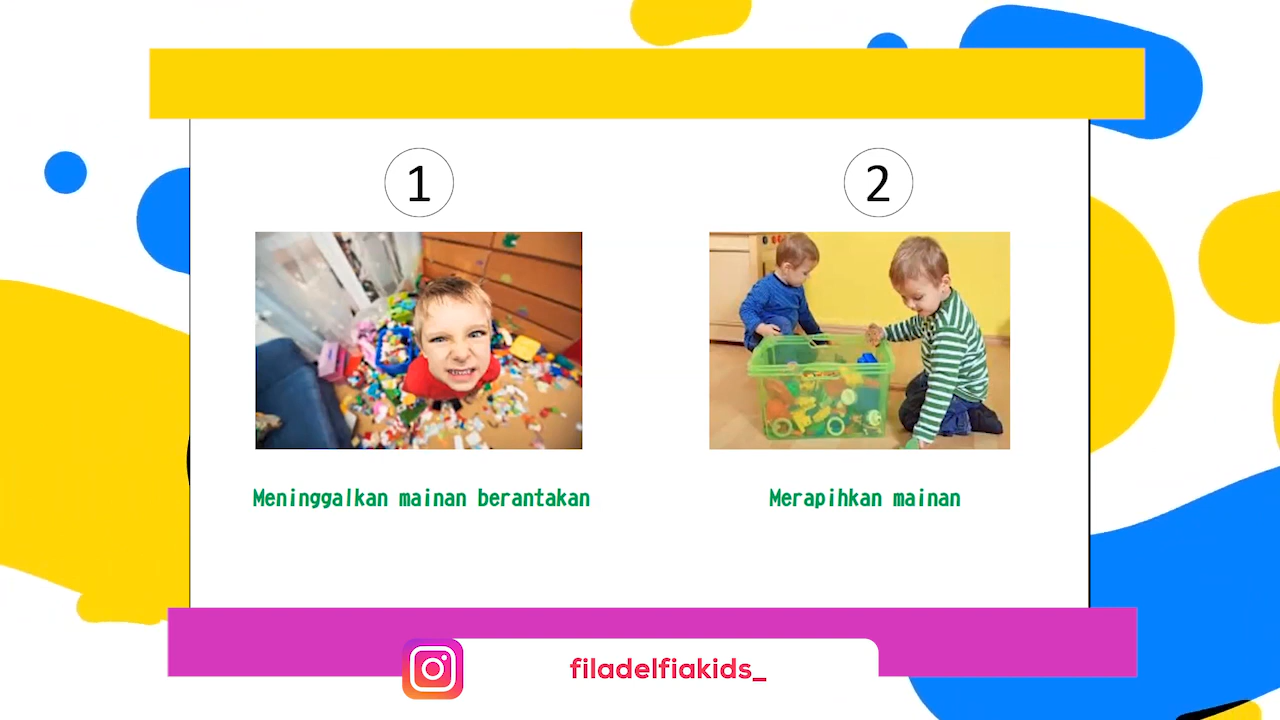 1
2
Meninggalkan mainan berantakan
Merapihkan mainan
filadelfiakids_